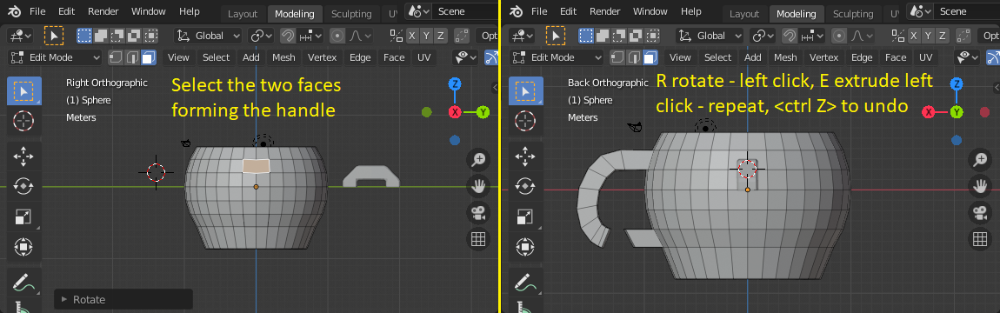 File Edit Render Window Help Layout Modeling Sculpting U Scene
Global X Y Z Opt
Edit Mode View Select Add Mesh Vertex Edge Face UV
Right Orthographic
(1) Sphere
Meters
Select the two faces
forming the handle
Z
X Y
Rotate
File Edit Render Window Help Layout Modeling Sculpting U Scene
Global X Y Z Opt
Edit Mode View Select Add Mesh Vertex Edge Face UV
Back Orthographic
(1) Sphere
Meters
R rotate - left click, E extrude left
click - repeat, <ctrl Z> to undo
Z
X Y